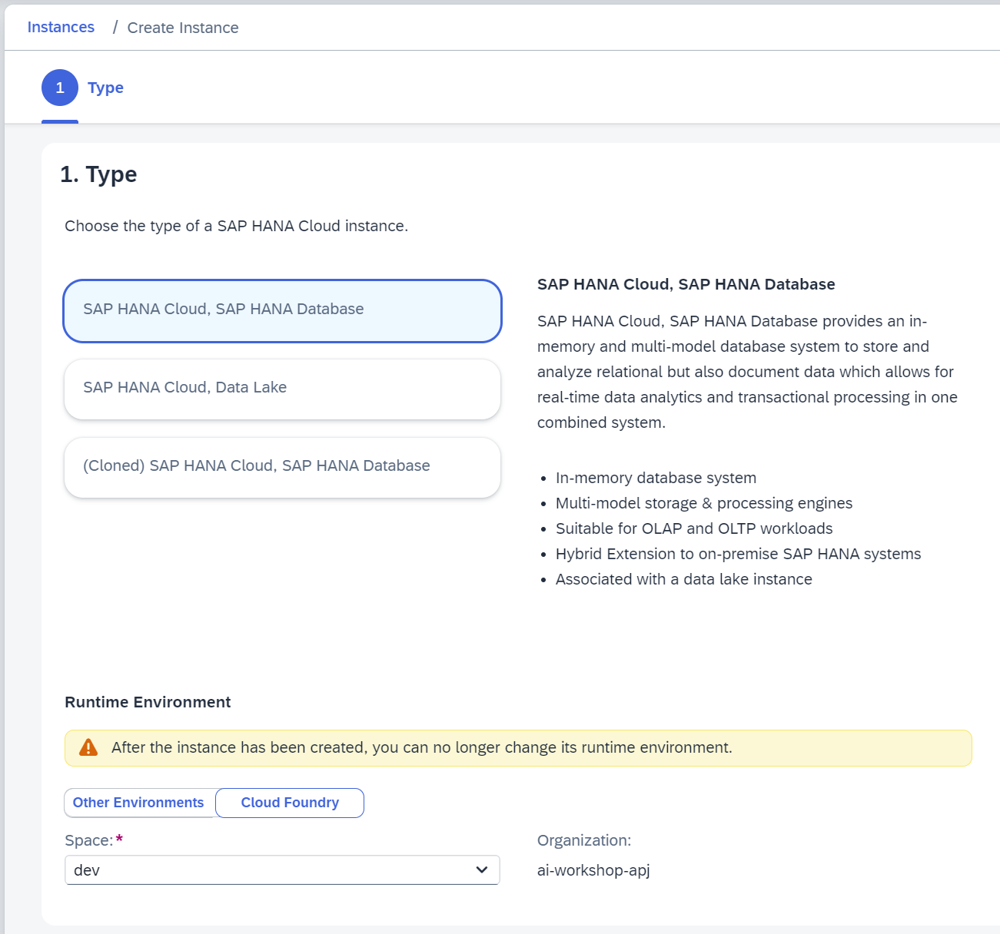 Instances / Create Instance
1 Type
1. Type
Choose the type of a SAP HANA Cloud instance.
SAP HANA Cloud, SAP HANA Database
SAP HANA Cloud, Data Lake
(Cloned) SAP HANA Cloud, SAP HANA Database
SAP HANA Cloud, SAP HANA Database
SAP HANA Cloud, SAP HANA Database provides an in-
memory and multi-model database system to store and
analyze relational but also document data which allows for
real-time data analytics and transactional processing in one
combined system.
• In-memory database system
• Multi-model storage & processing engines
• Suitable for OLAP and OLTP workloads
• Hybrid Extension to on-premise SAP HANA systems
• Associated with a data lake instance
Runtime Environment
After the instance has been created, you can no longer change its runtime environment.
Other Environments Cloud Foundry
Space:*
dev
Organization:
ai-workshop-apj